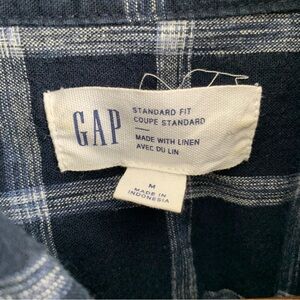 GAP
STANDARD FIT
COUPE STANDARD
MADE WITH LINEN
AVEC DU LIN
M
MADE IN
INDONESIA